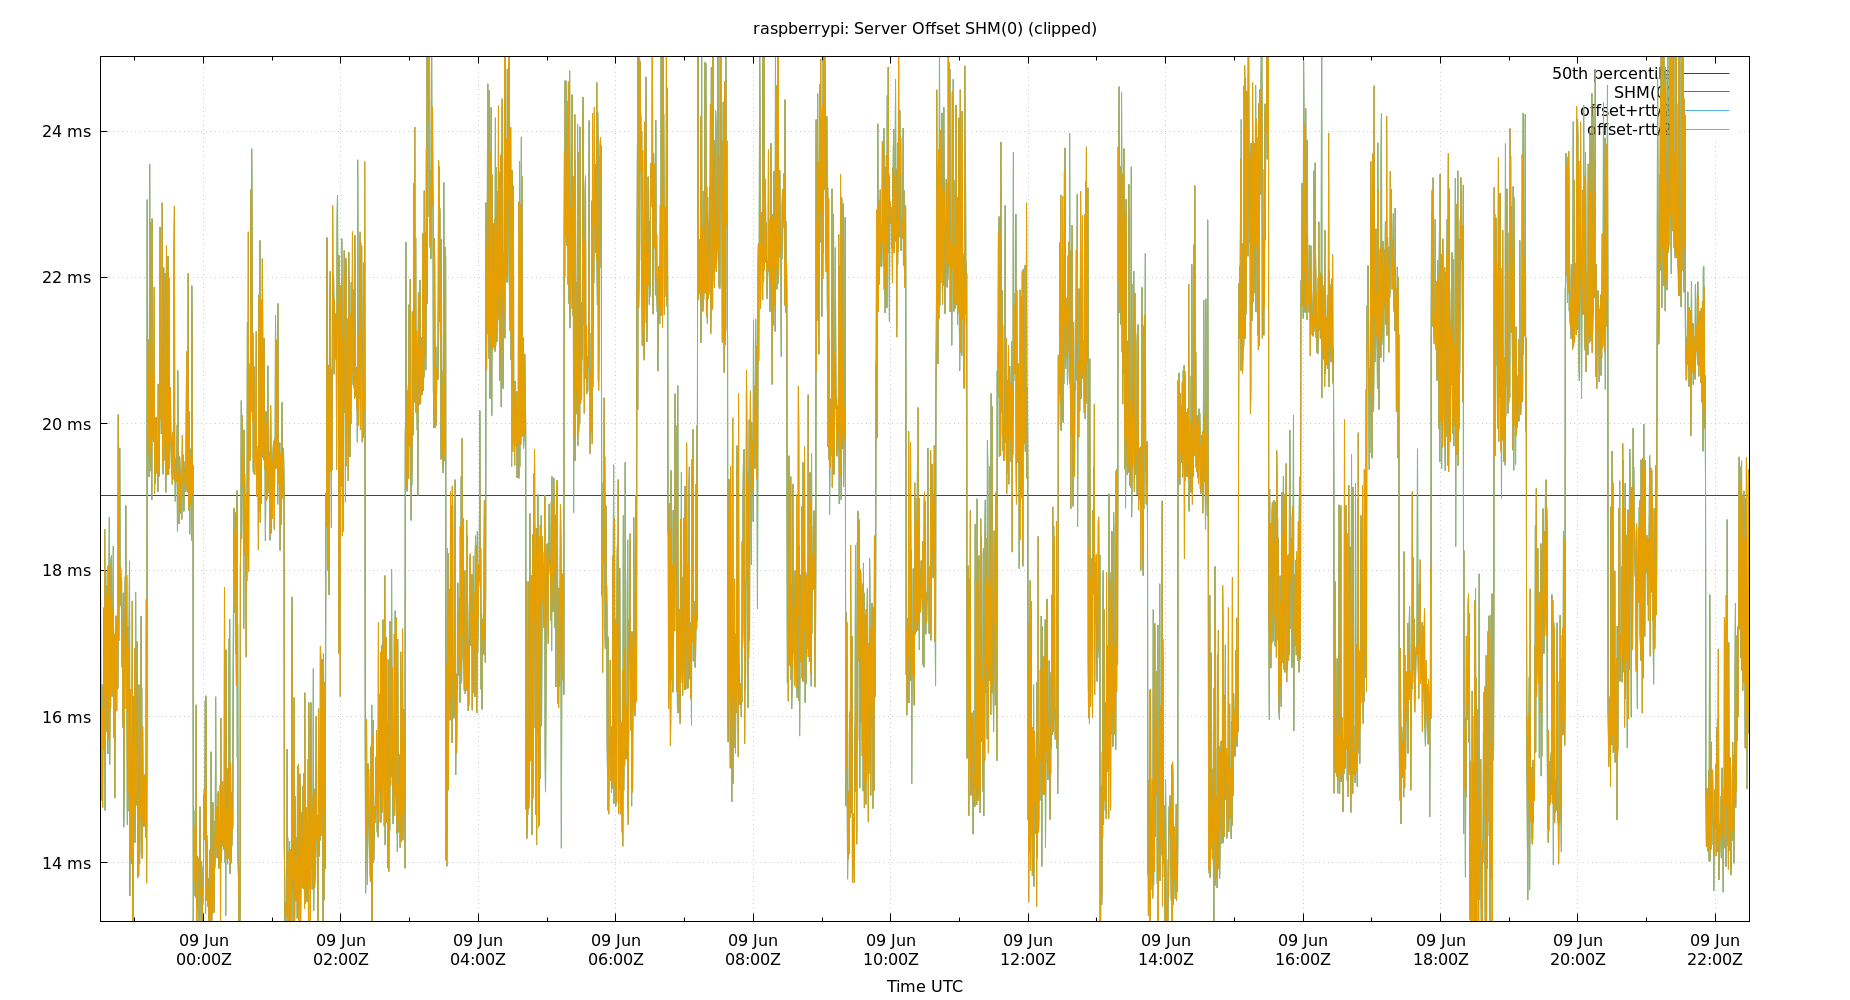 raspberrypi: Server Offset SHM(0) (clipped)
50th percentile
SHM(0)
offset+rtt/2
offset-rtt/2
24 ms
22 ms
20 ms
18 ms
16 ms
14 ms
09 Jun 09 Jun 09 Jun 09 Jun 09 Jun 09 Jun 09 Jun 09 Jun 09 Jun 09 Jun 09 Jun 09 Jun
00:00Z 02:00Z 04:00Z 06:00Z 08:00Z 10:00Z 12:00Z 14:00Z 16:00Z 18:00Z 20:00Z 22:00Z
Time UTC